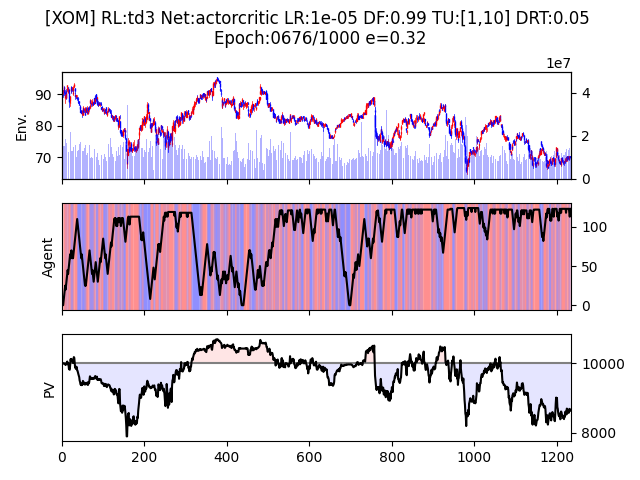 [XOM] RL:td3 Net:actorcritic LR:1e-05 DF:0.99 TU:[1,10] DRT:0.05
Epoch:0676/1000 e=0.32
1e7
Env.
90
80
70
4
2
0
Agent
100
50
0
PV
10000
8000
0 200 400 600 800 1000 1200